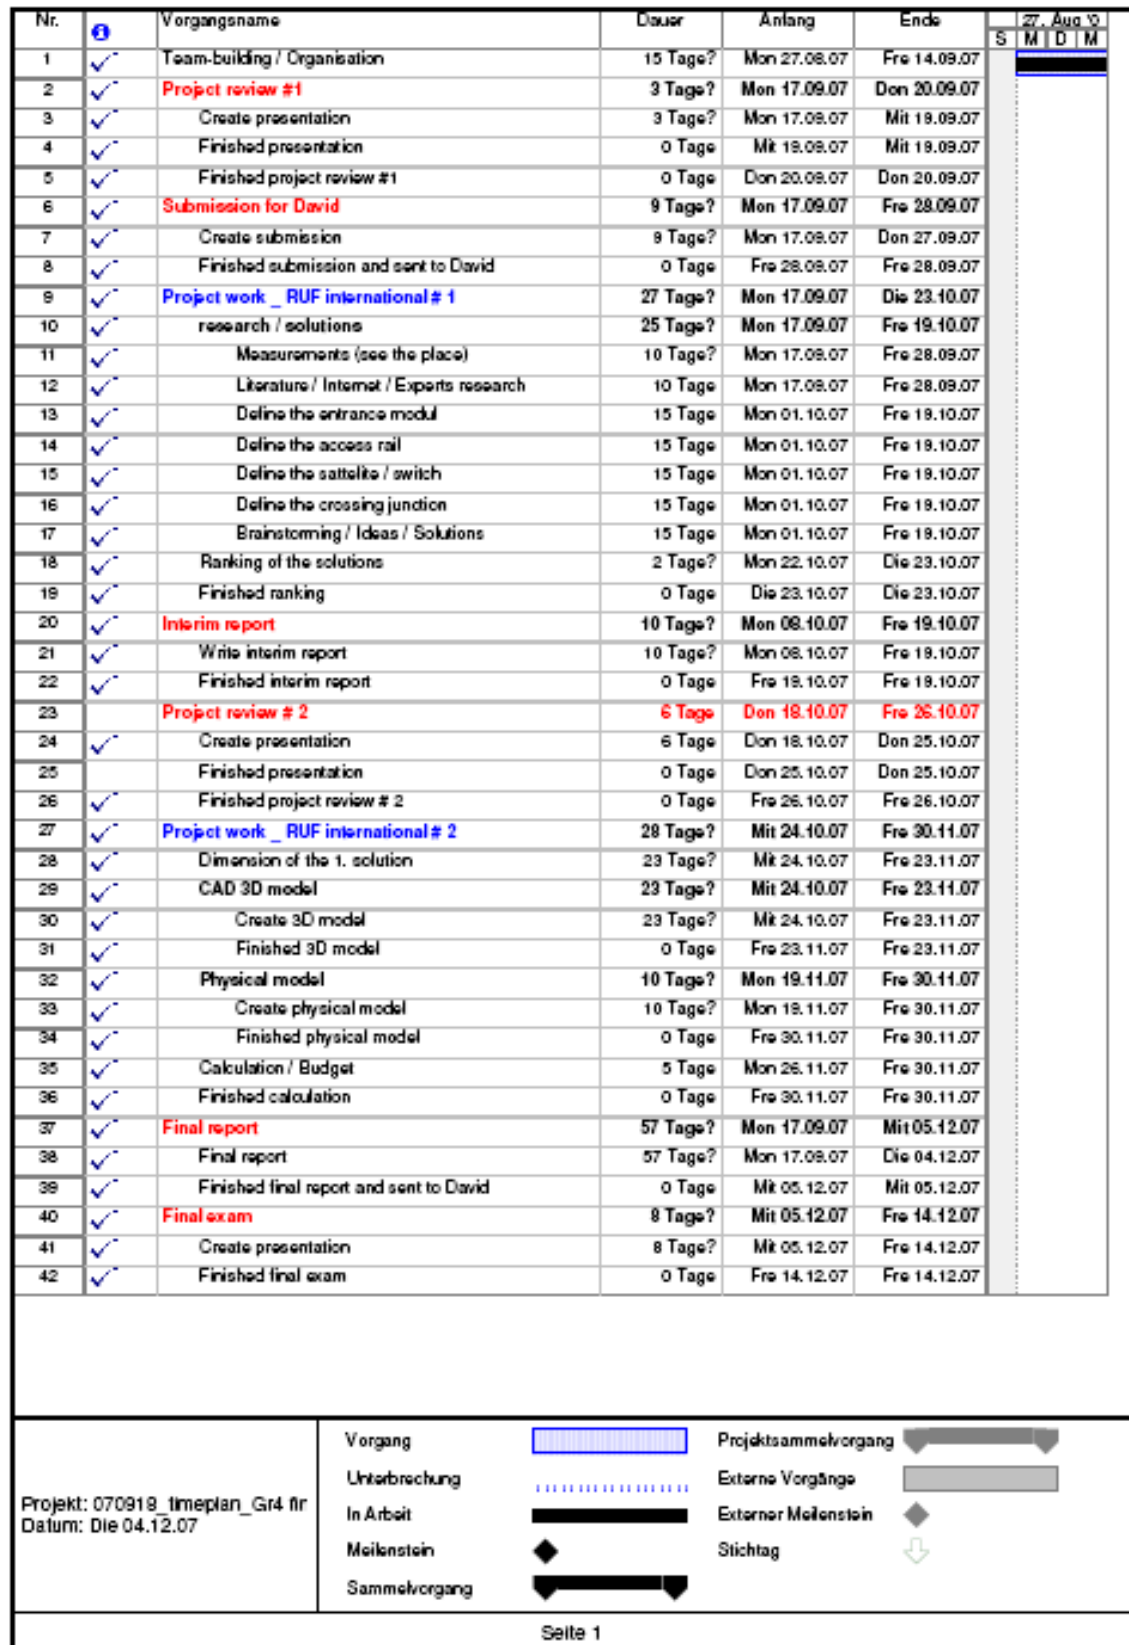 Nr. Vorgangsname Dauer Anfang Ende 27. Aug '0
S M D M
1 Team-building / Organisation 15 Tage? Mon 27.08.07 Fre 14.09.07
2 Project review #1 3 Tage? Mon 17.09.07 Don 20.09.07
3 Create presentation 3 Tage? Mon 17.09.07 Mit 19.09.07
4 Finished presentation 0 Tage Mit 19.09.07 Mit 19.09.07
5 Finished project review #1 0 Tage Don 20.09.07 Don 20.09.07
6 Submission for David 9 Tage? Mon 17.09.07 Fre 28.09.07
7 Create submission 9 Tage? Mon 17.09.07 Don 27.09.07
8 Finished submission and sent to David 0 Tage Fre 28.09.07 Fre 28.09.07
9 Project work _ RUF international # 1 27 Tage? Mon 17.09.07 Die 23.10.07
10 research / solutions 25 Tage? Mon 17.09.07 Fre 19.10.07
11 Measurements (see the place) 10 Tage? Mon 17.09.07 Fre 28.09.07
12 Literature / Internet / Experts research 10 Tage Mon 17.09.07 Fre 28.09.07
13 Define the entrance modul 15 Tage Mon 01.10.07 Fre 19.10.07
14 Define the access rail 15 Tage Mon 01.10.07 Fre 19.10.07
15 Define the sattelite / switch 15 Tage Mon 01.10.07 Fre 19.10.07
16 Define the crossing junction 15 Tage Mon 01.10.07 Fre 19.10.07
17 Brainstorming / Ideas / Solutions 15 Tage Mon 01.10.07 Fre 19.10.07
18 Ranking of the solutions 2 Tage? Mon 22.10.07 Die 23.10.07
19 Finished ranking 0 Tage Die 23.10.07 Die 23.10.07
20 Interim report 10 Tage? Mon 08.10.07 Fre 19.10.07
21 Write interim report 10 Tage? Mon 08.10.07 Fre 19.10.07
22 Finished interim report 0 Tage Fre 19.10.07 Fre 19.10.07
23 Project review # 2 6 Tage Don 18.10.07 Fre 26.10.07
24 Create presentation 6 Tage Don 18.10.07 Don 25.10.07
25 Finished presentation 0 Tage Don 25.10.07 Don 25.10.07
26 Finished project review # 2 0 Tage Fre 26.10.07 Fre 26.10.07
27 Project work _ RUF international # 2 28 Tage? Mit 24.10.07 Fre 30.11.07
28 Dimension of the 1. solution 23 Tage? Mit 24.10.07 Fre 23.11.07
29 CAD 3D model 23 Tage? Mit 24.10.07 Fre 23.11.07
30 Create 3D model 23 Tage? Mit 24.10.07 Fre 23.11.07
31 Finished 3D model 0 Tage Fre 23.11.07 Fre 23.11.07
32 Physical model 10 Tage? Mon 19.11.07 Fre 30.11.07
33 Create physical model 10 Tage? Mon 19.11.07 Fre 30.11.07
34 Finished physical model 0 Tage Fre 30.11.07 Fre 30.11.07
35 Calculation / Budget 5 Tage Mon 26.11.07 Fre 30.11.07
36 Finished calculation 0 Tage Fre 30.11.07 Fre 30.11.07
37 Final report 57 Tage? Mon 17.09.07 Mit 05.12.07
38 Final report 57 Tage? Mon 17.09.07 Die 04.12.07
39 Finished final report and sent to David 0 Tage Mit 05.12.07 Mit 05.12.07
40 Final exam 8 Tage? Mit 05.12.07 Fre 14.12.07
41 Create presentation 8 Tage? Mit 05.12.07 Fre 14.12.07
42 Finished final exam 0 Tage Fre 14.12.07 Fre 14.12.07
Projekt: 070918_timeplan_Gr4 fir
Datum: Die 04.12.07
Vorgang
Unterbrechung
In Arbeit
Meilenstein
Sammelvorgang
Projektsammelvorgang
Externe Vorgänge
Externer Meilenstein
Stichtag
Seite 1